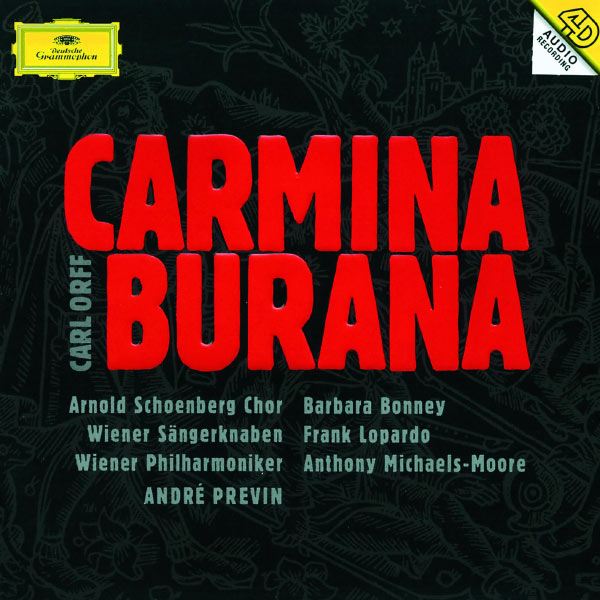 Deutsche
Grammophon
4D
AUDIO
RECORDING
CARMINA
BURANA
CARL ORFF
Arnold Schoenberg Chor
Wiener Sängerknaben
Wiener Philharmoniker
ANDRÉ PREVIN
Barbara Bonney
Frank Lopardo
Anthony Michaels-Moore